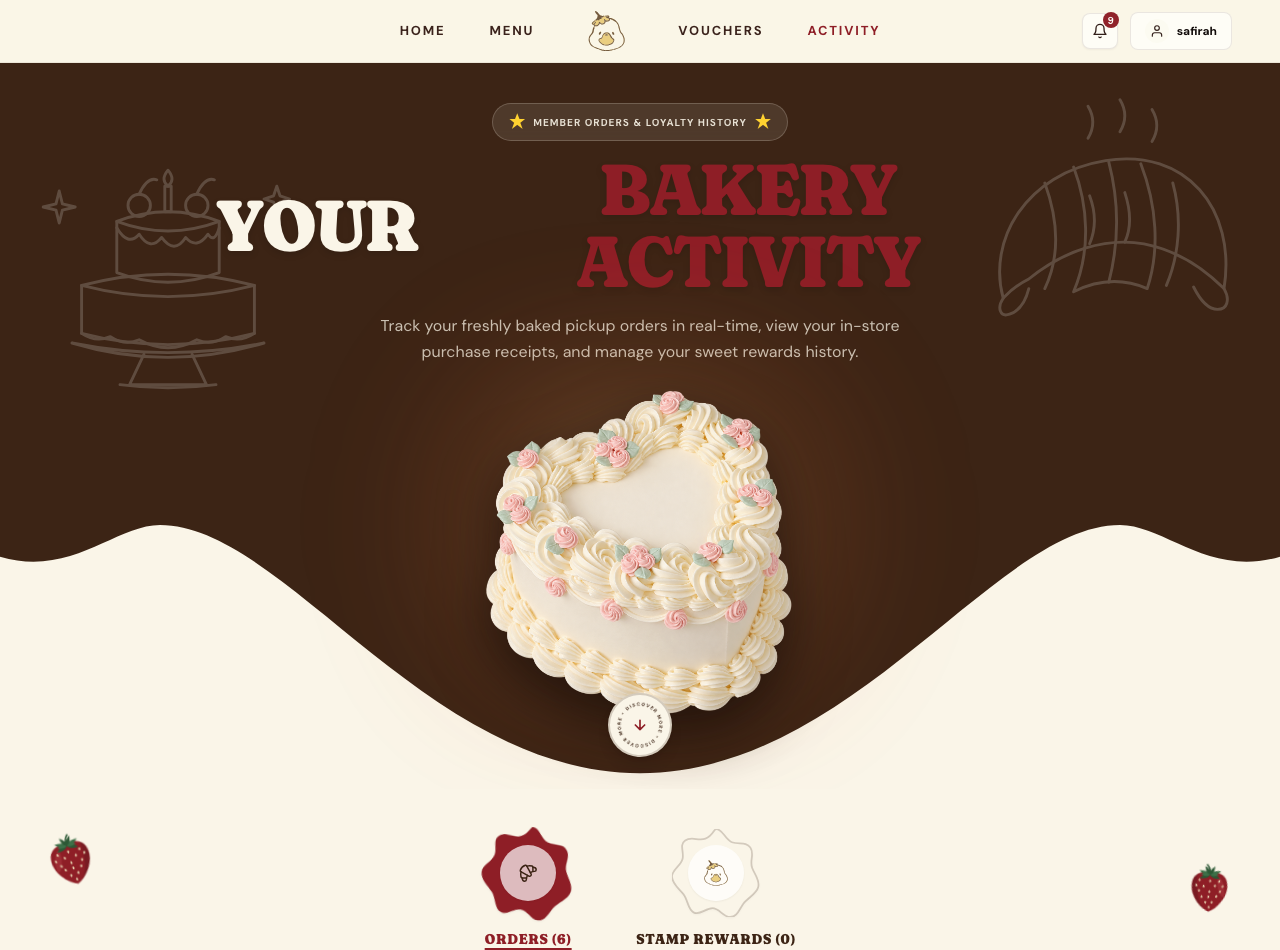 HOME MENU VOUCHERS ACTIVITY 9 safirah
MEMBER ORDERS & LOYALTY HISTORY
YOUR BAKERY
ACTIVITY
Track your freshly baked pickup orders in real-time, view your in-store
purchase receipts, and manage your sweet rewards history.
DISCOVER MORE • DISCOVER MORE •
ORDERS (6) STAMP REWARDS (0)